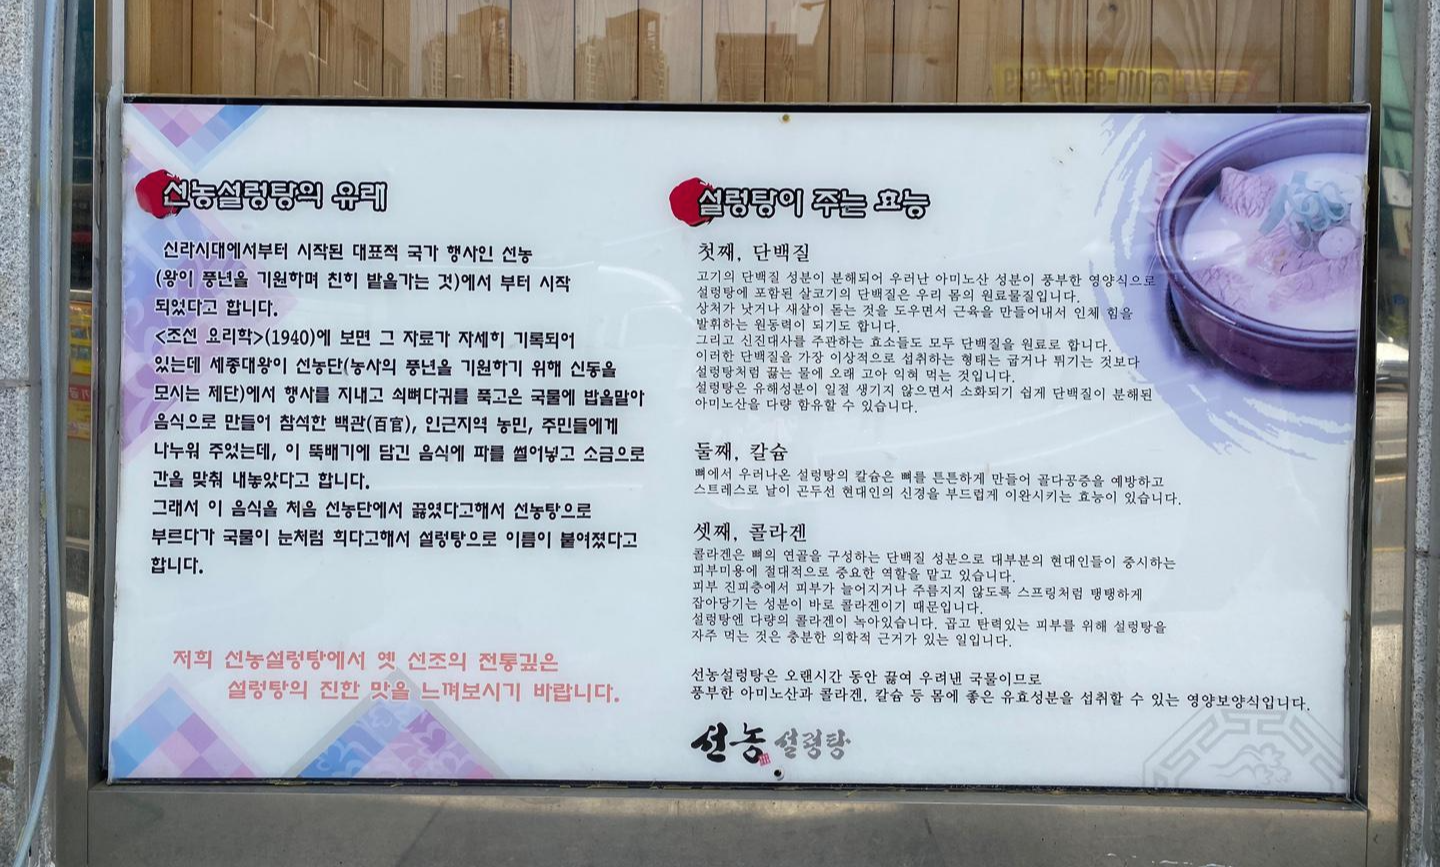 선농설렁탕의 유래
신라시대에서부터 시작된 대표적 국가 행사인 선농
(왕이 풍년을 기원하며 친히 밭을가는 것)에서 부터 시작
되었다고 합니다.
<조선 요리학>(1940)에 보면 그 자료가 자세히 기록되어
있는데 세종대왕이 선농단(농사의 풍년을 기원하기 위해 신농을
모시는 제단)에서 행사를 지내고 쇠뼈다귀를 푹고은 국물에 밥을말아
음식으로 만들어 참석한 백관(百官), 인근지역 농민, 주민들에게
나누워 주었는데, 이 뚝배기에 담긴 음식에 파를 썰어넣고 소금으로
간을 맞춰 내놓았다고 합니다.
그래서 이 음식을 처음 선농단에서 끓였다고해서 선농탕으로
부르다가 국물이 눈처럼 희다고해서 설렁탕으로 이름이 붙여졌다고
합니다.
저희 선농설렁탕에서 옛 선조의 전통깊은
설렁탕의 진한 맛을 느껴보시기 바랍니다.
설렁탕이 주는 효능
첫째, 단백질
고기의 단백질 성분이 분해되어 우러난 아미노산 성분이 풍부한 영양식으로
설렁탕에 포함된 살코기의 단백질은 우리 몸의 원료물질입니다.
상처가 낫거나 새살이 돋는 것을 도우면서 근육을 만들어내서 인체 힘을
발휘하는 원동력이 되기도 합니다.
그리고 신진대사를 주관하는 효소들도 모두 단백질을 원료로 합니다.
이러한 단백질을 가장 이상적으로 섭취하는 형태는 굽거나 튀기는 것보다
설렁탕처럼 끓는 물에 오래 고아 익혀 먹는 것입니다.
설렁탕은 유해성분이 일절 생기지 않으면서 소화되기 쉽게 단백질이 분해된
아미노산을 다량 함유할 수 있습니다.
둘째, 칼슘
뼈에서 우러나온 설렁탕의 칼슘은 뼈를 튼튼하게 만들어 골다공증을 예방하고
스트레스로 날이 곤두선 현대인의 신경을 부드럽게 이완시키는 효능이 있습니다.
셋째, 콜라겐
콜라겐은 뼈의 연골을 구성하는 단백질 성분으로 대부분의 현대인들이 중시하는
피부미용에 절대적으로 중요한 역할을 맡고 있습니다.
피부 진피층에서 피부가 늘어지거나 주름지지 않도록 스프링처럼 탱탱하게
잡아당기는 성분이 바로 콜라겐이기 때문입니다.
설렁탕엔 다량의 콜라겐이 녹아있습니다. 곱고 탄력있는 피부를 위해 설렁탕을
자주 먹는 것은 충분한 의학적 근거가 있는 일입니다.
선농설렁탕은 오랜시간 동안 끓여 우려낸 국물이므로
풍부한 아미노산과 콜라겐, 칼슘 등 몸에 좋은 유효성분을 섭취할 수 있는 영양보양식입니다.
선농 설렁탕